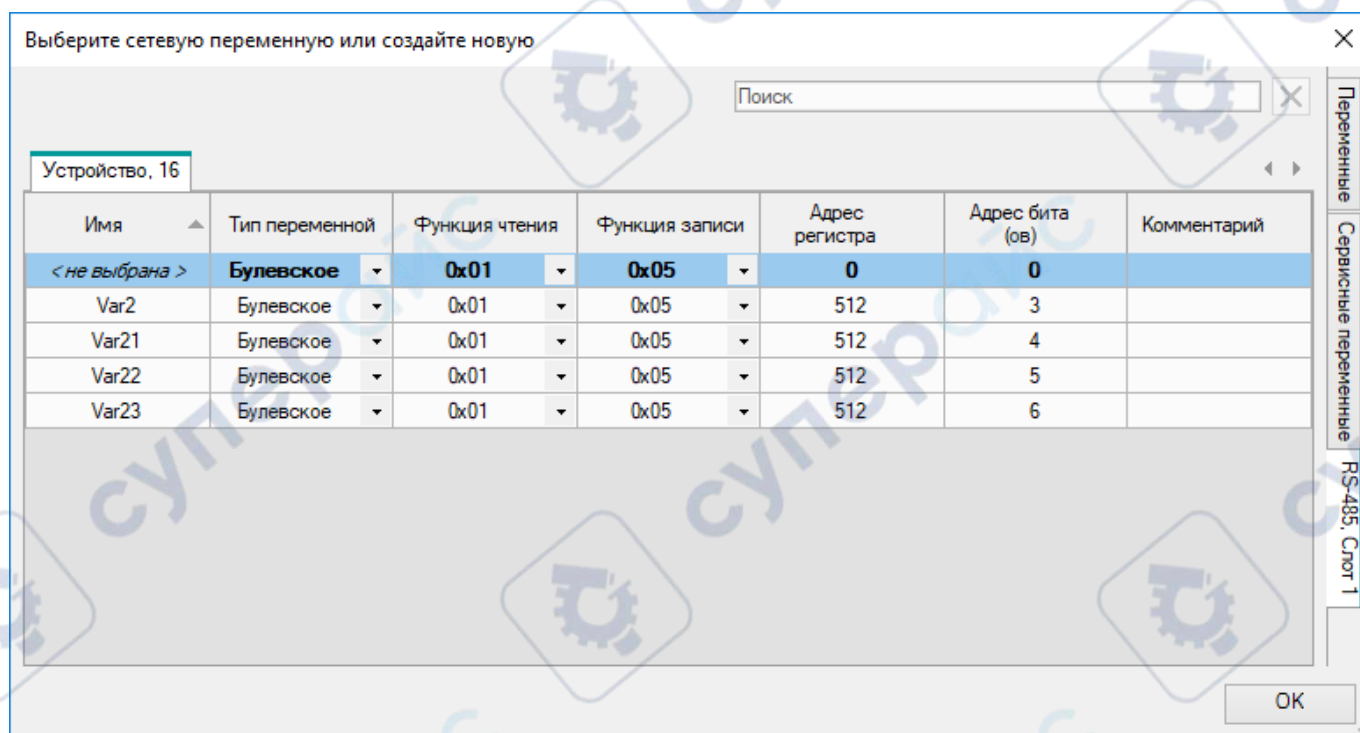 Выберите сетевую переменную или создайте новую
Поиск
Устройство, 16
Имя Тип переменной Функция чтения Функция записи Адрес регистра Адрес бита (ов) Комментарий
< не выбрана > Булевское 0x01 0x05 0 0
Var2 Булевское 0x01 0x05 512 3
Var21 Булевское 0x01 0x05 512 4
Var22 Булевское 0x01 0x05 512 5
Var23 Булевское 0x01 0x05 512 6
Переменные
Сервисные переменные
RS-485, Слот 1
OK
суперайс
суперайс